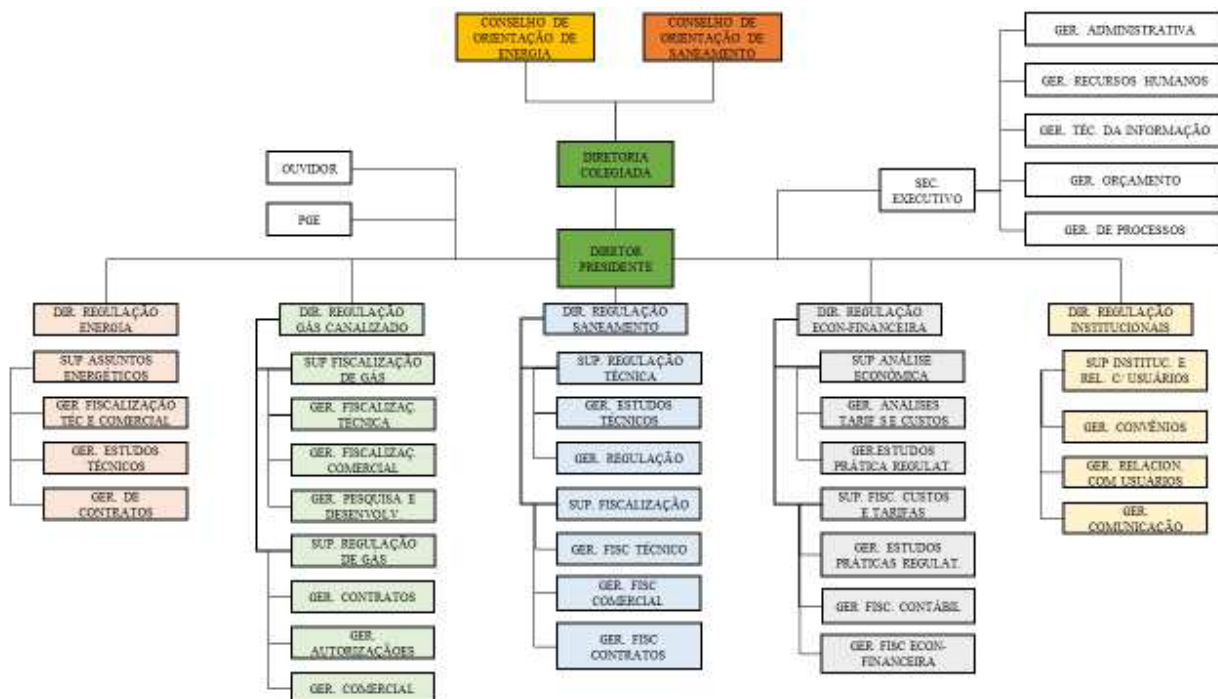 CONSELHO DE
ORIENTAÇÃO DE
ENERGIA
CONSELHO DE
ORIENTAÇÃO DE
SANEAMENTO
GER. ADMINISTRATIVA
GER. RECURSOS HUMANOS
GER. TÉC. DA INFORMAÇÃO
GER. ORÇAMENTO
GER. DE PROCESSOS
SEC.
EXECUTIVO
DIRETORIA
COLEGIADA
OUVIDOR
PGE
DIRETOR
PRESIDENTE
DIR. REGULAÇÃO
ENERGIA
SUP ASSUNTOS
ENERGÉTICOS
GER FISCALIZAÇÃO
TÉC E COMERCIAL
GER. ESTUDOS
TÉCNICOS
GER. DE
CONTRATOS
DIR. REGULAÇÃO
GÁS CANALIZADO
SUP FISCALIZAÇÃO
DE GÁS
GER. FISCALIZAÇ.
TÉCNICA
GER. FISCALIZAÇ
COMERCIAL
GER. PESQUISA E
DESENVOLV.
SUP. REGULAÇÃO
DE GÁS
GER. CONTRATOS
GER.
AUTORIZAÇÃOES
GER. COMERCIAL
DIR. REGULAÇÃO
SANEAMENTO
SUP. REGULAÇÃO
TÉCNICA
GER. ESTUDOS
TÉCNICOS
GER. REGULAÇÃO
SUP. FISCALIZAÇÃO
GER. FISC TÉCNICO
GER. FISC
COMERCIAL
GER. FISC
CONTRATOS
DIR. REGULAÇÃO
ECON-FINANCEIRA
SUP ANÁLISE
ECONÔMICA
GER. ANALISES
TARIF S E CUSTOS
GER.ESTUDOS
PRÁTICA REGULAT.
SUP. FISC. CUSTOS
E TARIFAS
GER. ESTUDOS
PRÁTICAS REGULAT.
GER FISC. CONTÁBIL
GER FISC ECON-
FINANCEIRA
DIR. REGULAÇÃO
INSTITUCIONAIS
SUP INSTITUC. E
REL. C/ USUÁRIOS
GER. CONVÊNIOS
GER. RELACION.
COM USUÁRIOS
GER.
COMUNICAÇÃO